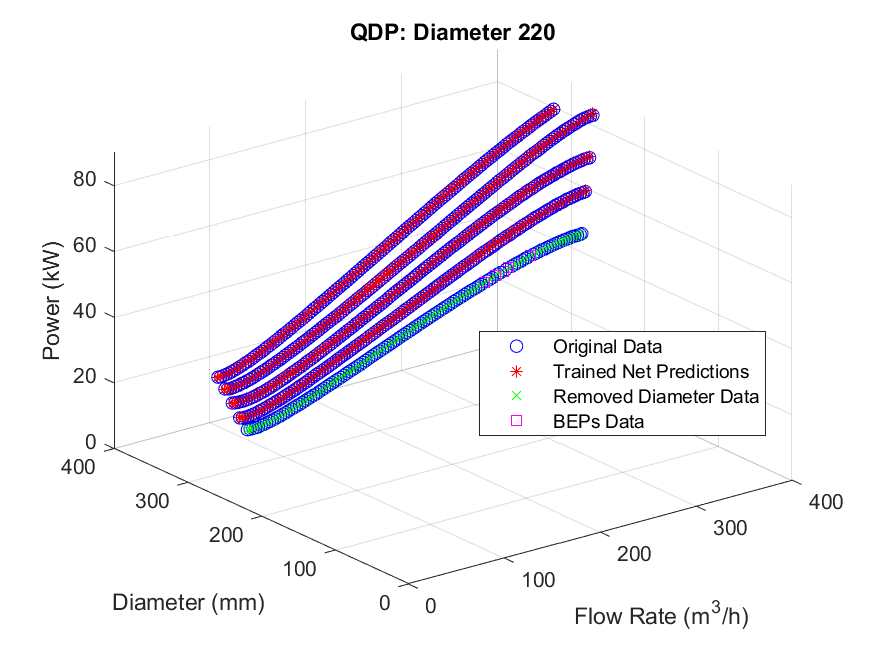 QDP: Diameter 220
Power (kW)
80
60
40
20
0
400
300
200
100
0
Diameter (mm)
0
100
200
300
400
Flow Rate (m³/h)
Original Data
Trained Net Predictions
Removed Diameter Data
BEPs Data